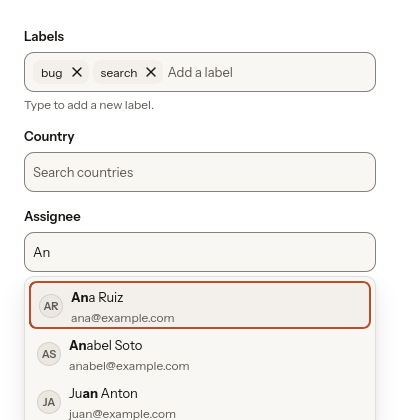 Labels
bug search Add a label
Type to add a new label.
Country
Search countries
Assignee
An
AR Ana Ruiz
ana@example.com
AS Anabel Soto
anabel@example.com
JA Juan Anton
juan@example.com